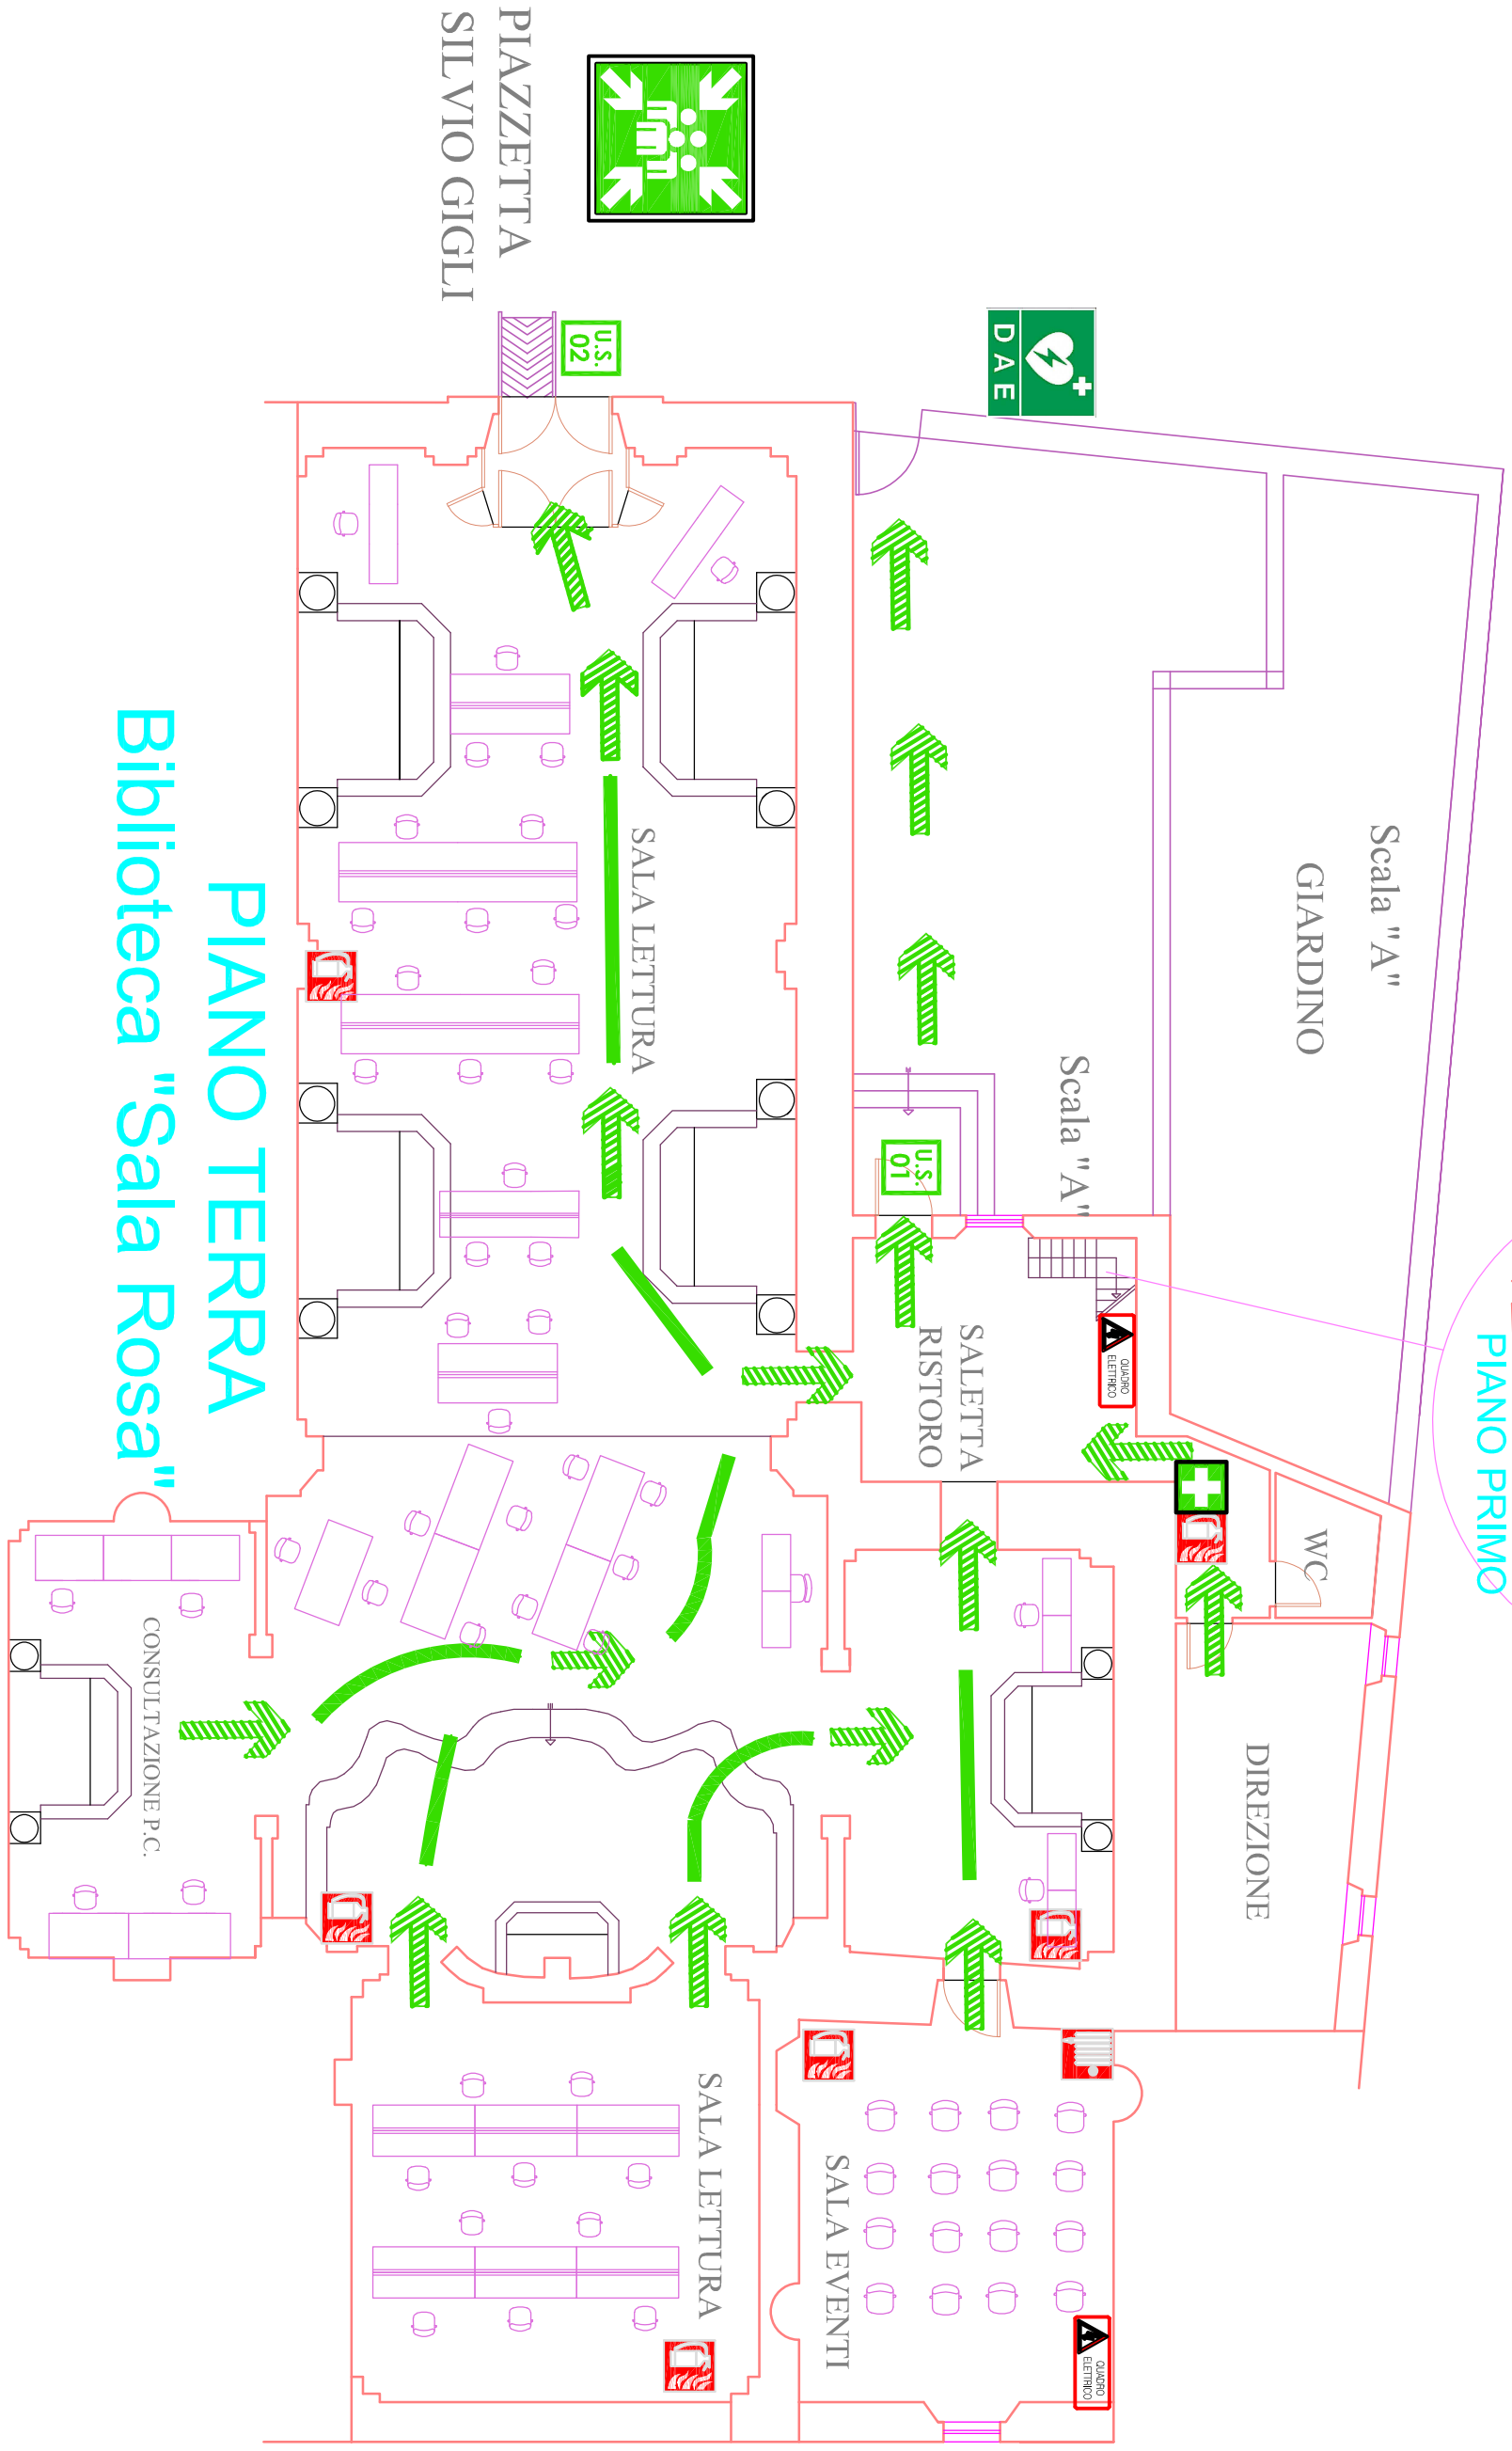 PIAZZETTA
SILVIO GIGLI
U.S.
02
DAE
Scala "A"
GIARDINO
Scala "A"
SALA LETTURA
U.S.
01
PIANO TERRA
Biblioteca "Sala Rosa"
PIANO PRIMO
SALETTA
RISTORO
QUADRO
ELETTRICO
WC
DIREZIONE
CONSULTAZIONE P.C.
SALA LETTURA
SALA EVENTI
QUADRO
ELETTRICO